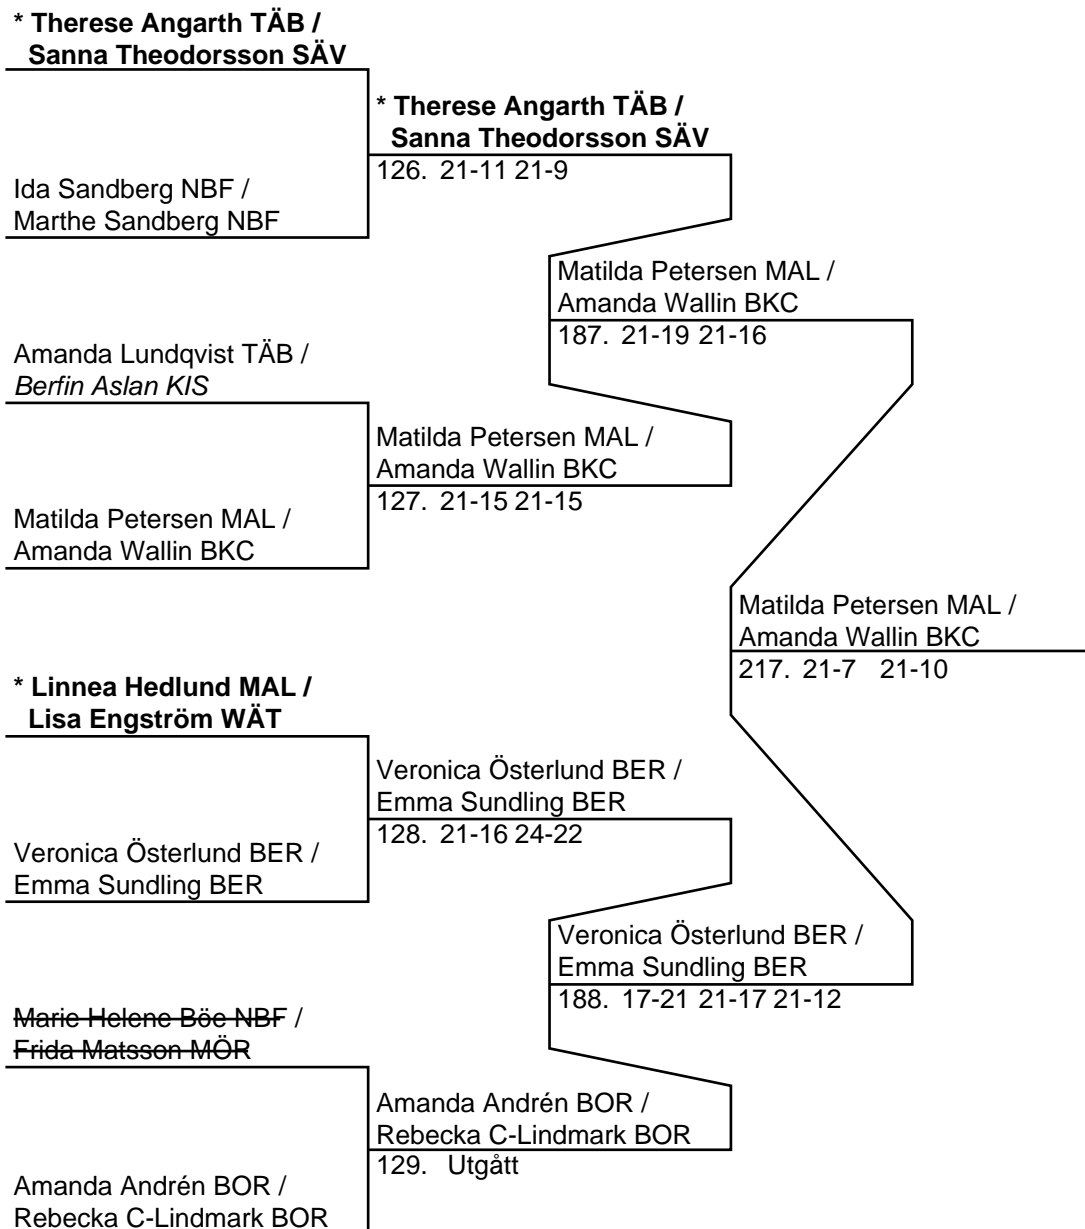 * Therese Angarth TÄB /
Sanna Theodorsson SÄV
* Therese Angarth TÄB /
Sanna Theodorsson SÄV
126. 21-11 21-9
Ida Sandberg NBF /
Marthe Sandberg NBF
Matilda Petersen MAL /
Amanda Wallin BKC
187. 21-19 21-16
Amanda Lundqvist TÄB /
Berfin Aslan KIS
Matilda Petersen MAL /
Amanda Wallin BKC
127. 21-15 21-15
Matilda Petersen MAL /
Amanda Wallin BKC
Matilda Petersen MAL /
Amanda Wallin BKC
217. 21-7 21-10
* Linnea Hedlund MAL /
Lisa Engström WÄT
Veronica Österlund BER /
Emma Sundling BER
128. 21-16 24-22
Veronica Österlund BER /
Emma Sundling BER
Veronica Österlund BER /
Emma Sundling BER
188. 17-21 21-17 21-12
Marie Helene Böe NBF /
Frida Matsson MÖR
Amanda Andrén BOR /
Rebecka C-Lindmark BOR
129. Utgått
Amanda Andrén BOR /
Rebecka C-Lindmark BOR